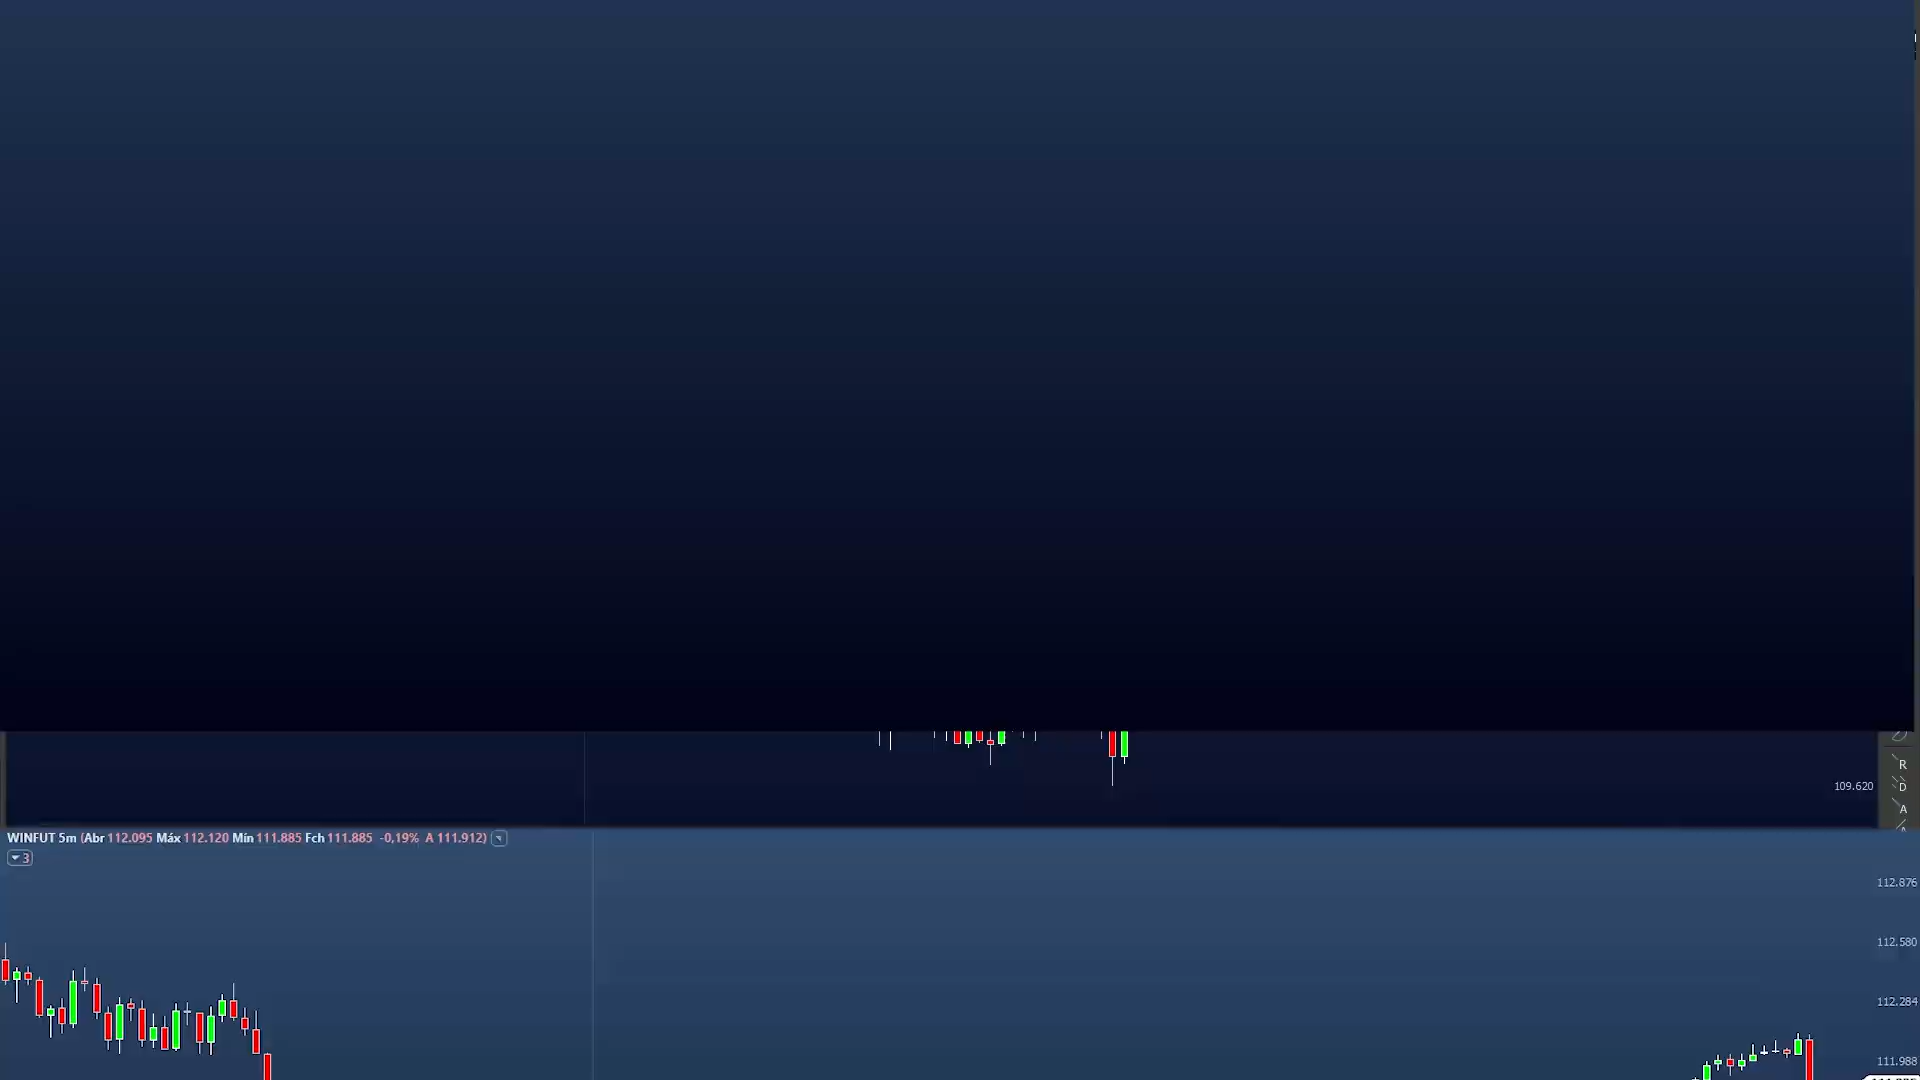 R
D
109.620
A
WINFUT 5m (Abr 112.095 Máx 112.120 Mín 111.885 Fch 111.885 -0,19% A 111.912)
3
112.876
112.580
112.284
111.988